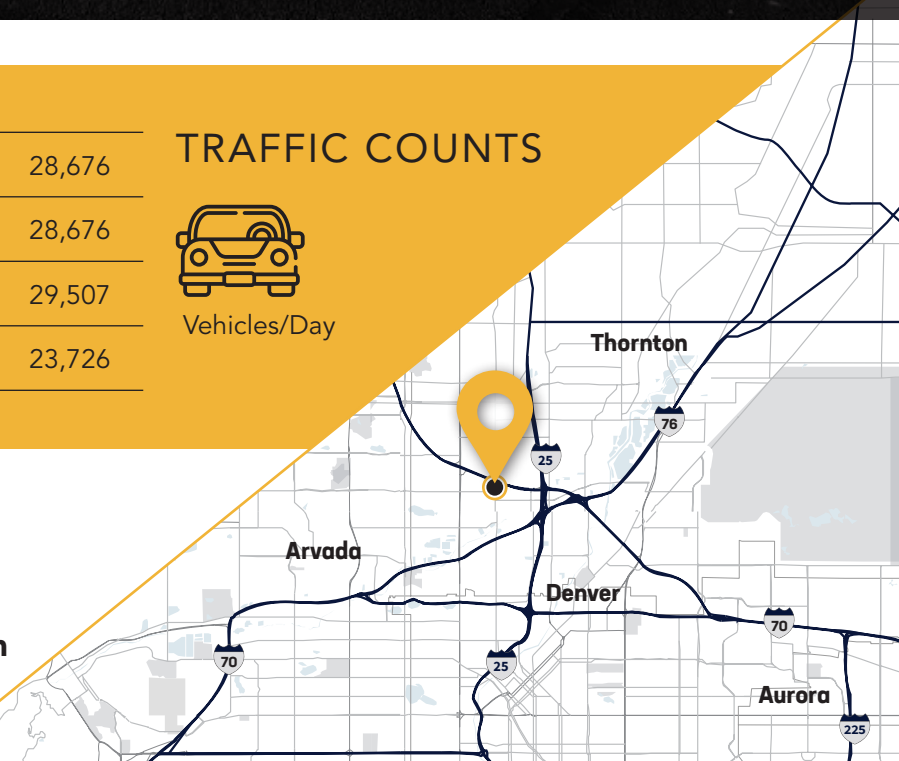 TRAFFIC COUNTS
28,676
28,676
29,507
23,726
Vehicles/Day
Thornton
76
25
Arvada
Denver
70
70
25
Aurora
225